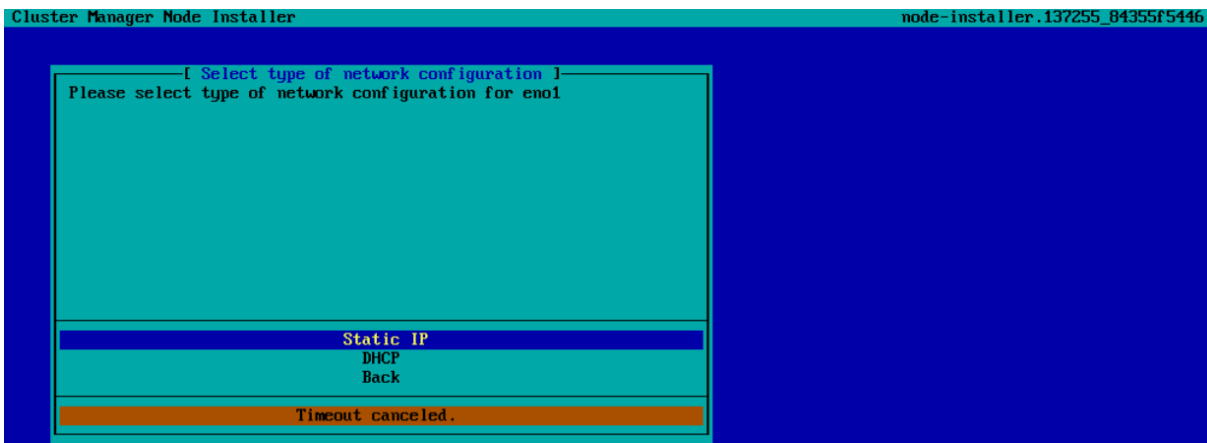 Cluster Manager Node Installer
node-installer.137255_84355f5446
[ Select type of network configuration ]
Please select type of network configuration for eno1
Static IP
DHCP
Back
Timeout canceled.